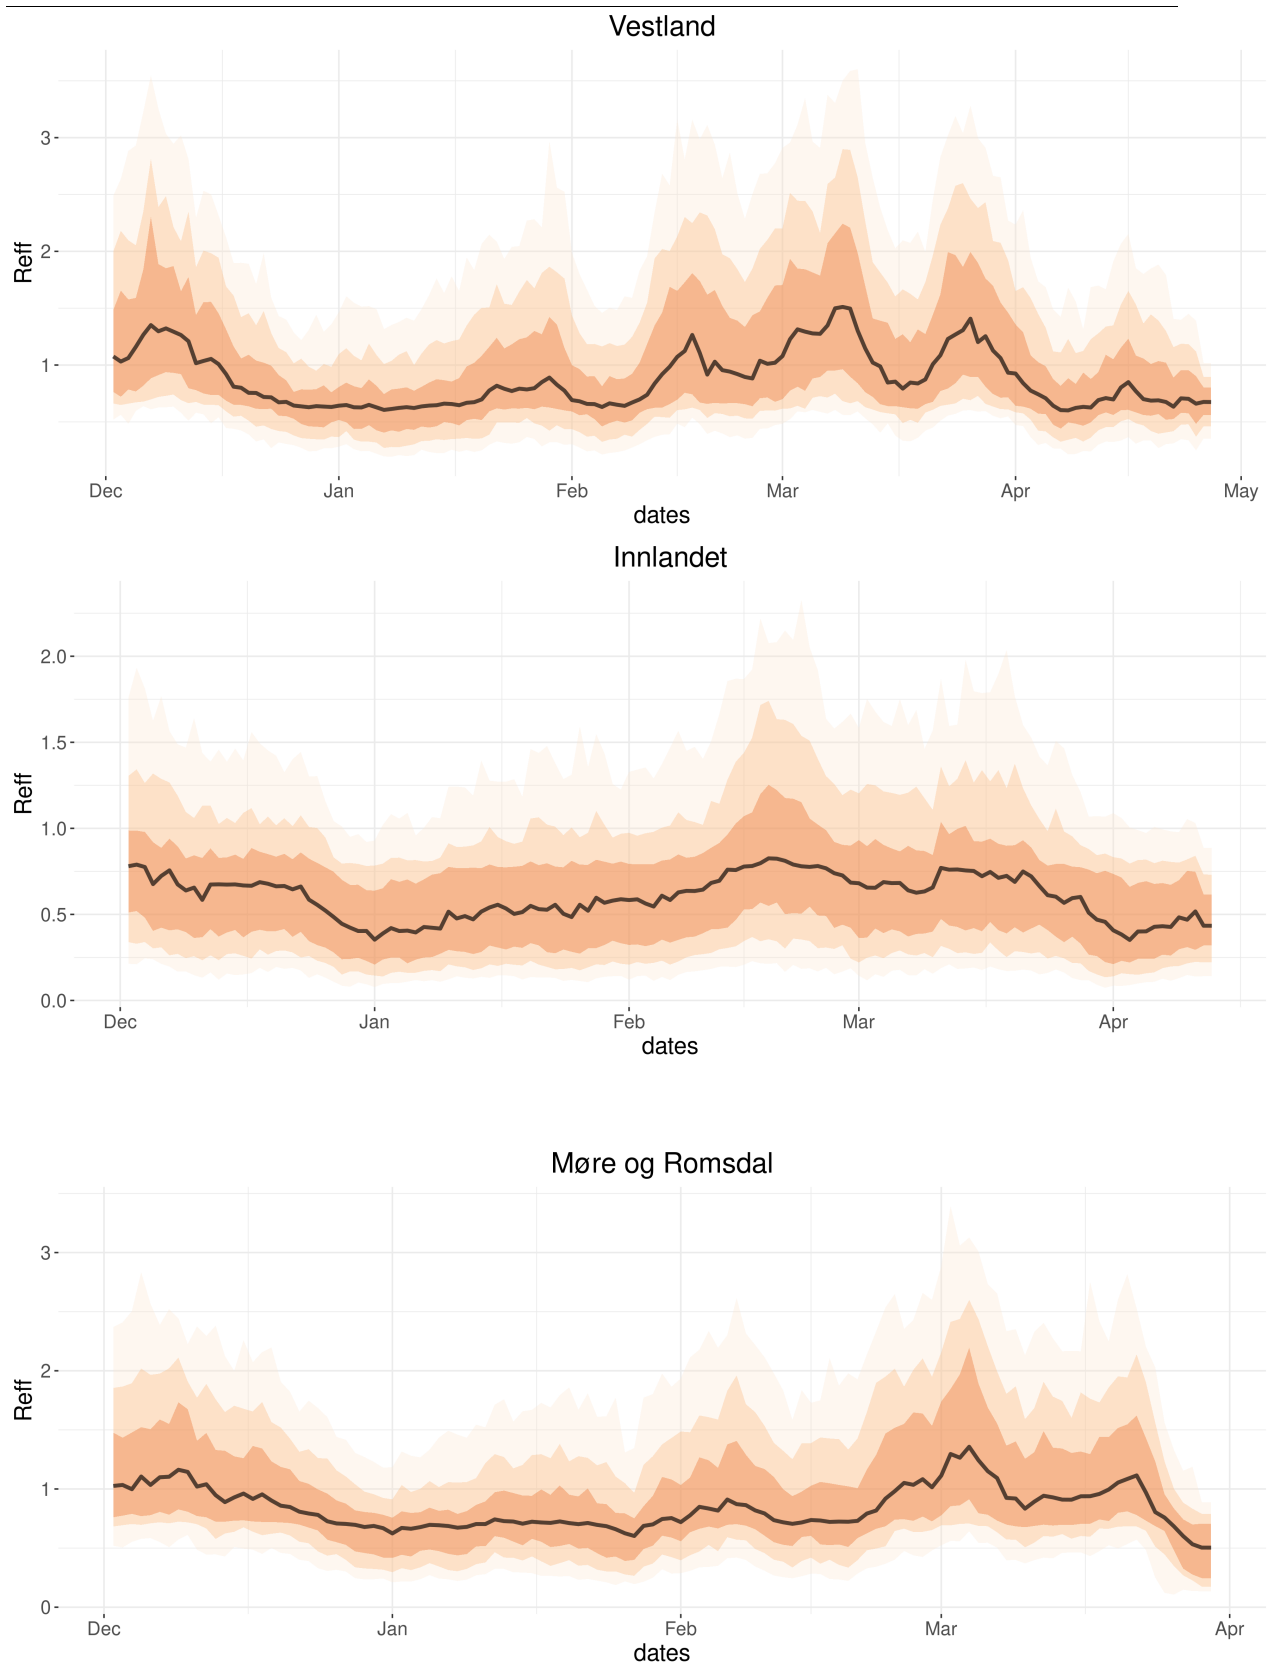 Vestland
Reff
3
2
1
Dec Jan Feb Mar Apr May
dates
Innlandet
Reff
2.0
1.5
1.0
0.5
0.0
Dec Jan Feb Mar Apr
dates
Møre og Romsdal
Reff
3
2
1
0
Dec Jan Feb Mar Apr
dates